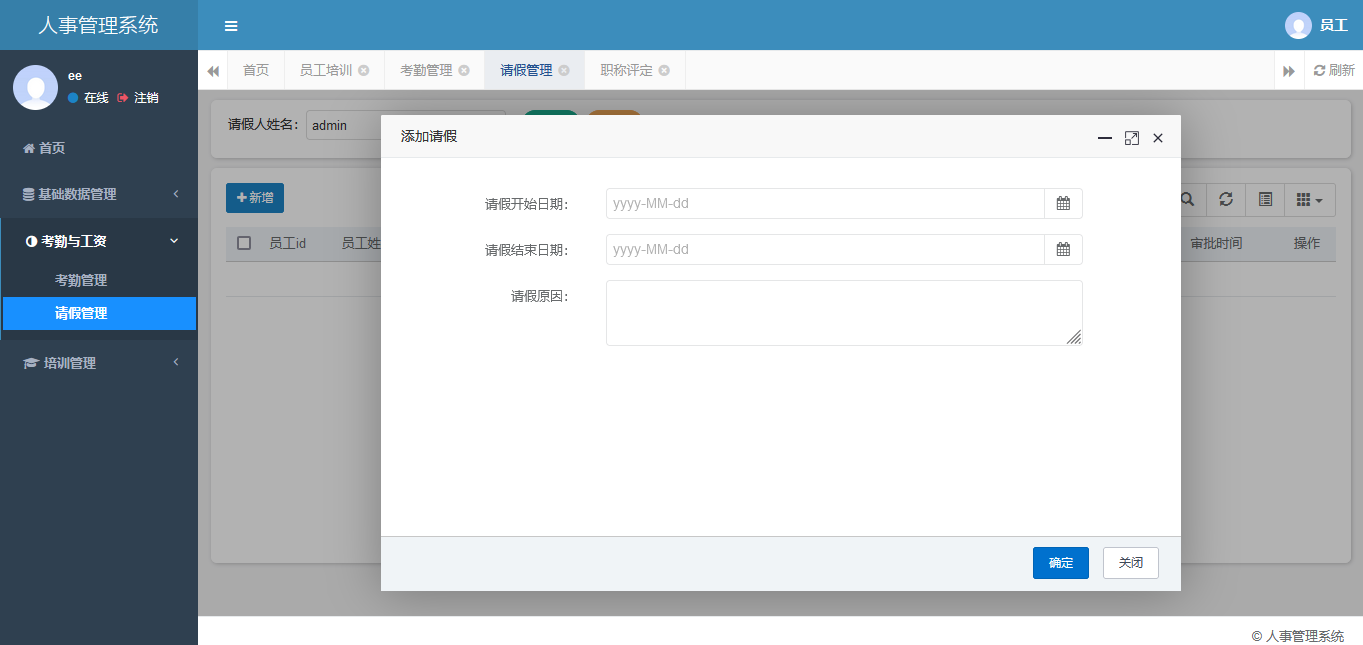 人事管理系统
员工
ee
在线 注销
首页 员工培训 考勤管理 请假管理 职称评定 刷新
首页
基础数据管理
考勤与工资
考勤管理
请假管理
培训管理
请假人姓名： admin
新增
员工id 员工姓 审批时间 操作
添加请假
请假开始日期： yyyy-MM-dd
请假结束日期： yyyy-MM-dd
请假原因：
确定 关闭
© 人事管理系统